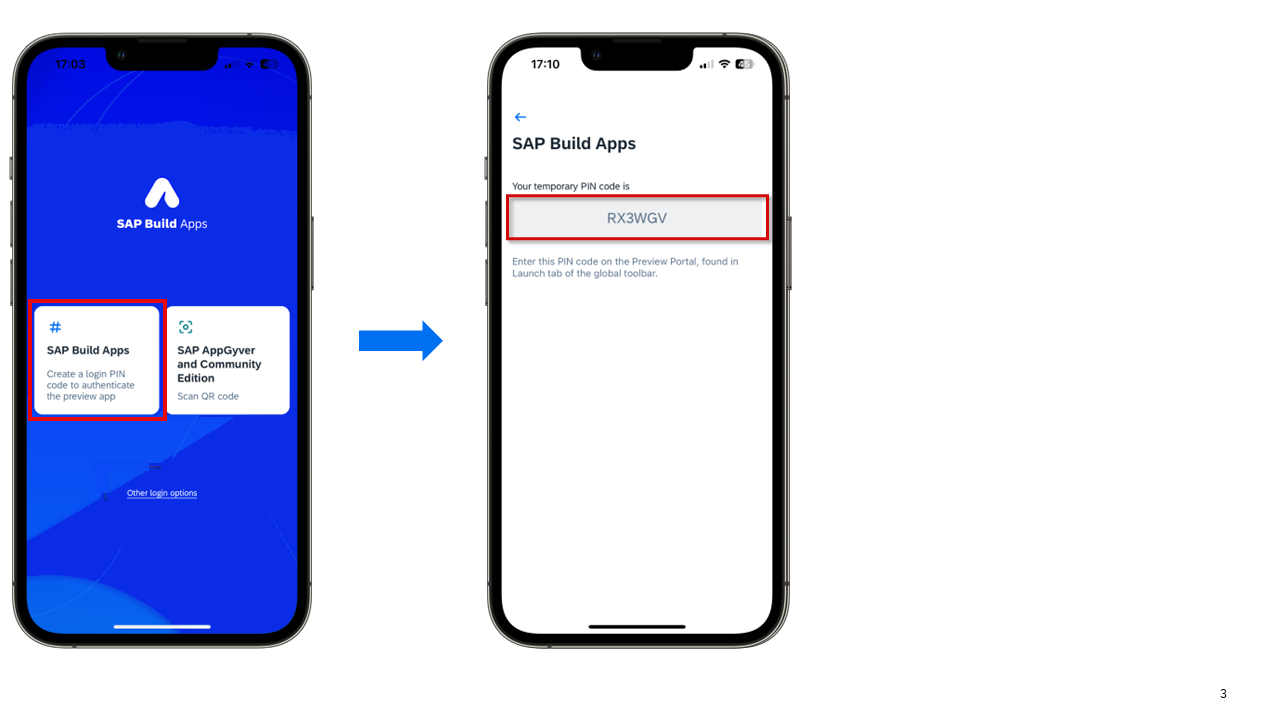 17:03
SAP Build Apps
#
SAP Build Apps
Create a login PIN
code to authenticate
the preview app
SAP AppGyver
and Community
Edition
Scan QR code
Other login options
17:10
45
SAP Build Apps
Your temporary PIN code is
RX3WGV
Enter this PIN code on the Preview Portal, found in
Launch tab of the global toolbar.
3